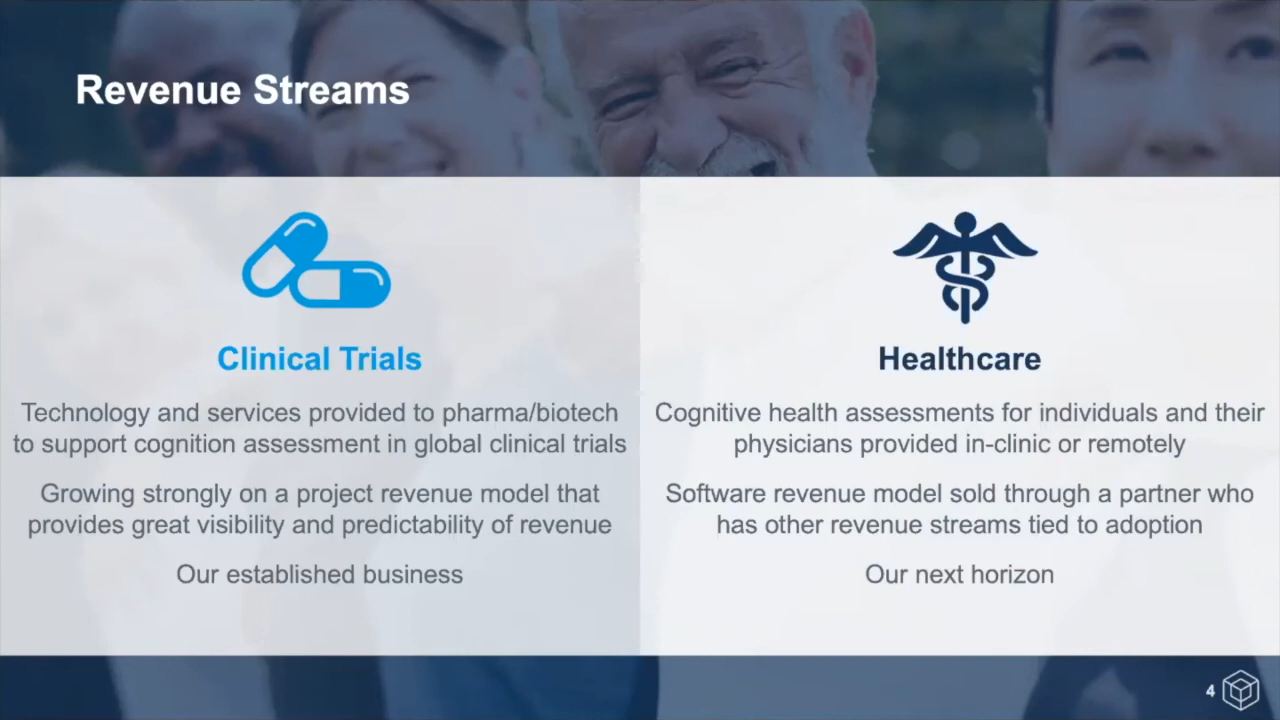 Revenue Streams
Clinical Trials
Technology and services provided to pharma/biotech
to support cognition assessment in global clinical trials
Growing strongly on a project revenue model that
provides great visibility and predictability of revenue
Our established business
Healthcare
Cognitive health assessments for individuals and their
physicians provided in-clinic or remotely
Software revenue model sold through a partner who
has other revenue streams tied to adoption
Our next horizon
4